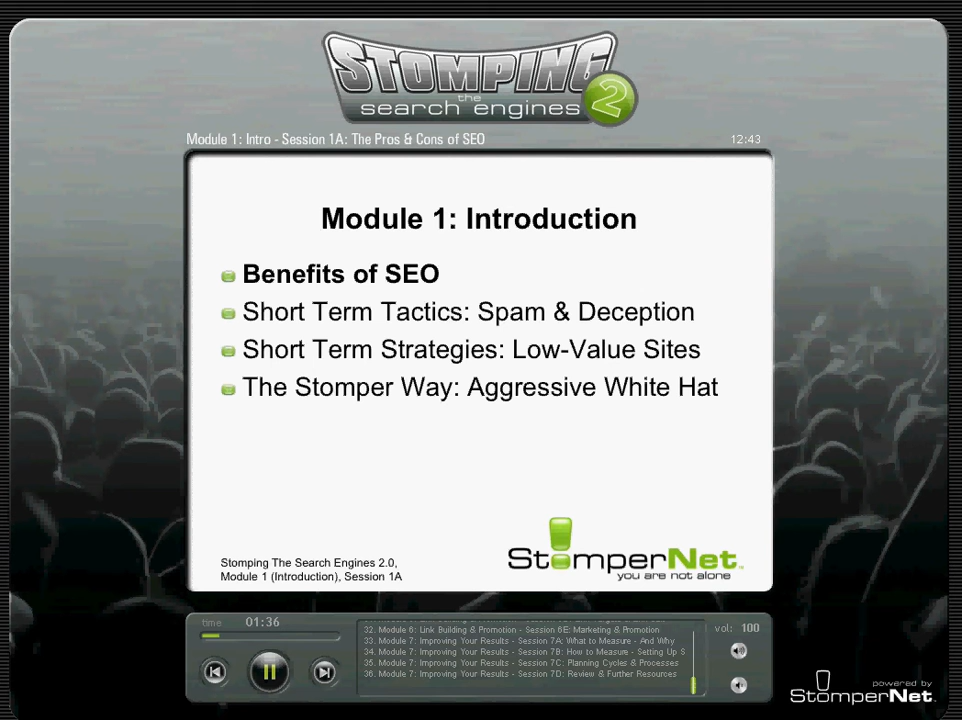 STOMPING
the
search engines 2
Module 1: Intro - Session 1A: The Pros & Cons of SEO
12:43
Module 1: Introduction
Benefits of SEO
Short Term Tactics: Spam & Deception
Short Term Strategies: Low-Value Sites
The Stomper Way: Aggressive White Hat
Stomping The Search Engines 2.0,
Module 1 (Introduction), Session 1A
StomperNet
you are not alone
time 01:36
32. Module 6: Link Building & Promotion - Session 6E: Marketing & Promotion
33. Module 7: Improving Your Results - Session 7A: What to Measure - And Why
34. Module 7: Improving Your Results - Session 7B: How to Measure - Setting Up S
35. Module 7: Improving Your Results - Session 7C: Planning Cycles & Processes
36. Module 7: Improving Your Results - Session 7D: Review & Further Resources
vol: 100
powered by
StomperNet